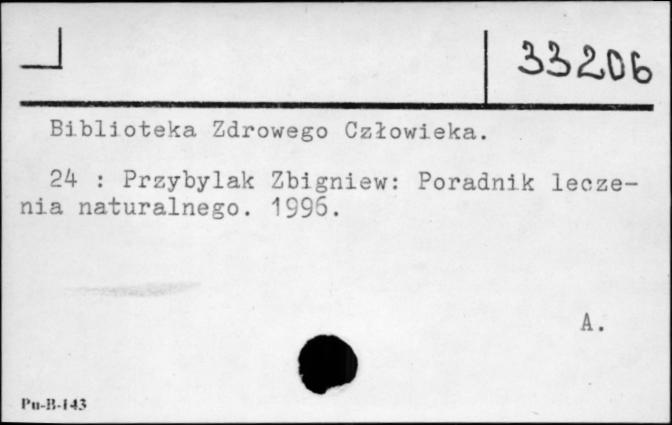 33206
Biblioteka Zdrowego Człowieka.
24 : Przybylak Zbigniew: Poradnik lecze-
nia naturalnego. 1996.
A.
Pu-B-143